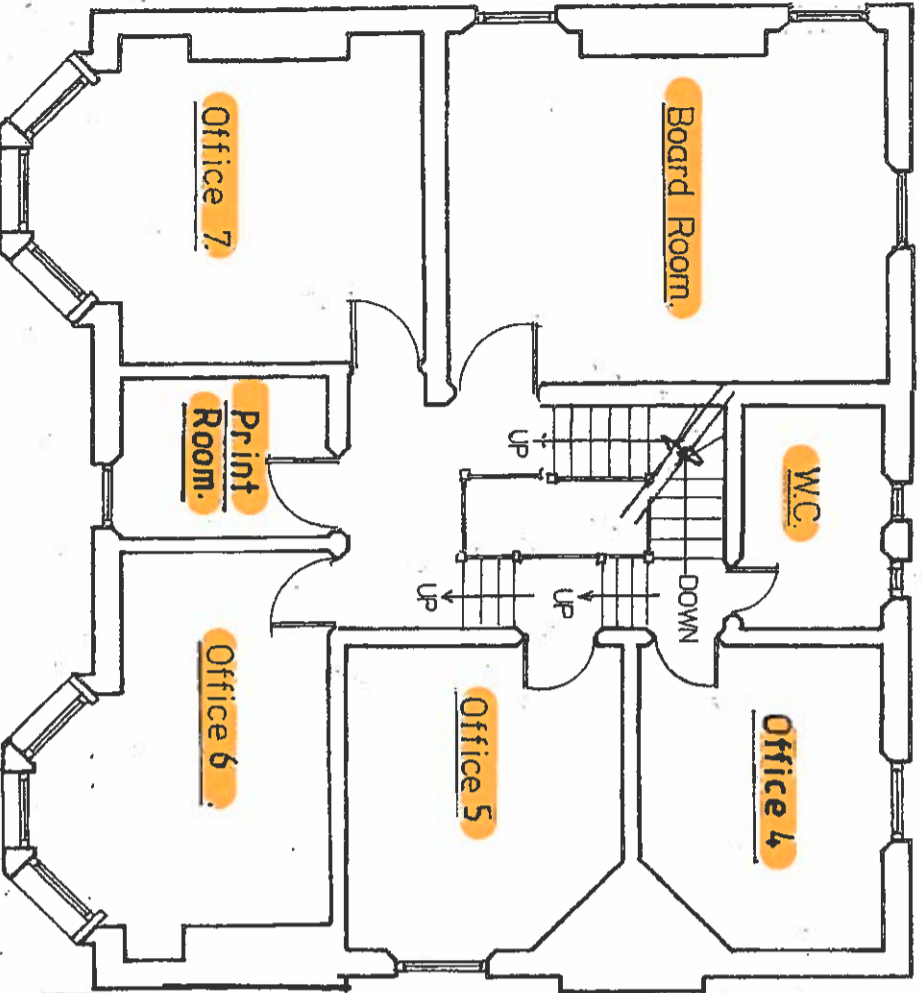 Board Room.
Office 7.
W.C.
UP
Print
Room.
DOWN
UP
UP
Office 4
Office 5
Office 6